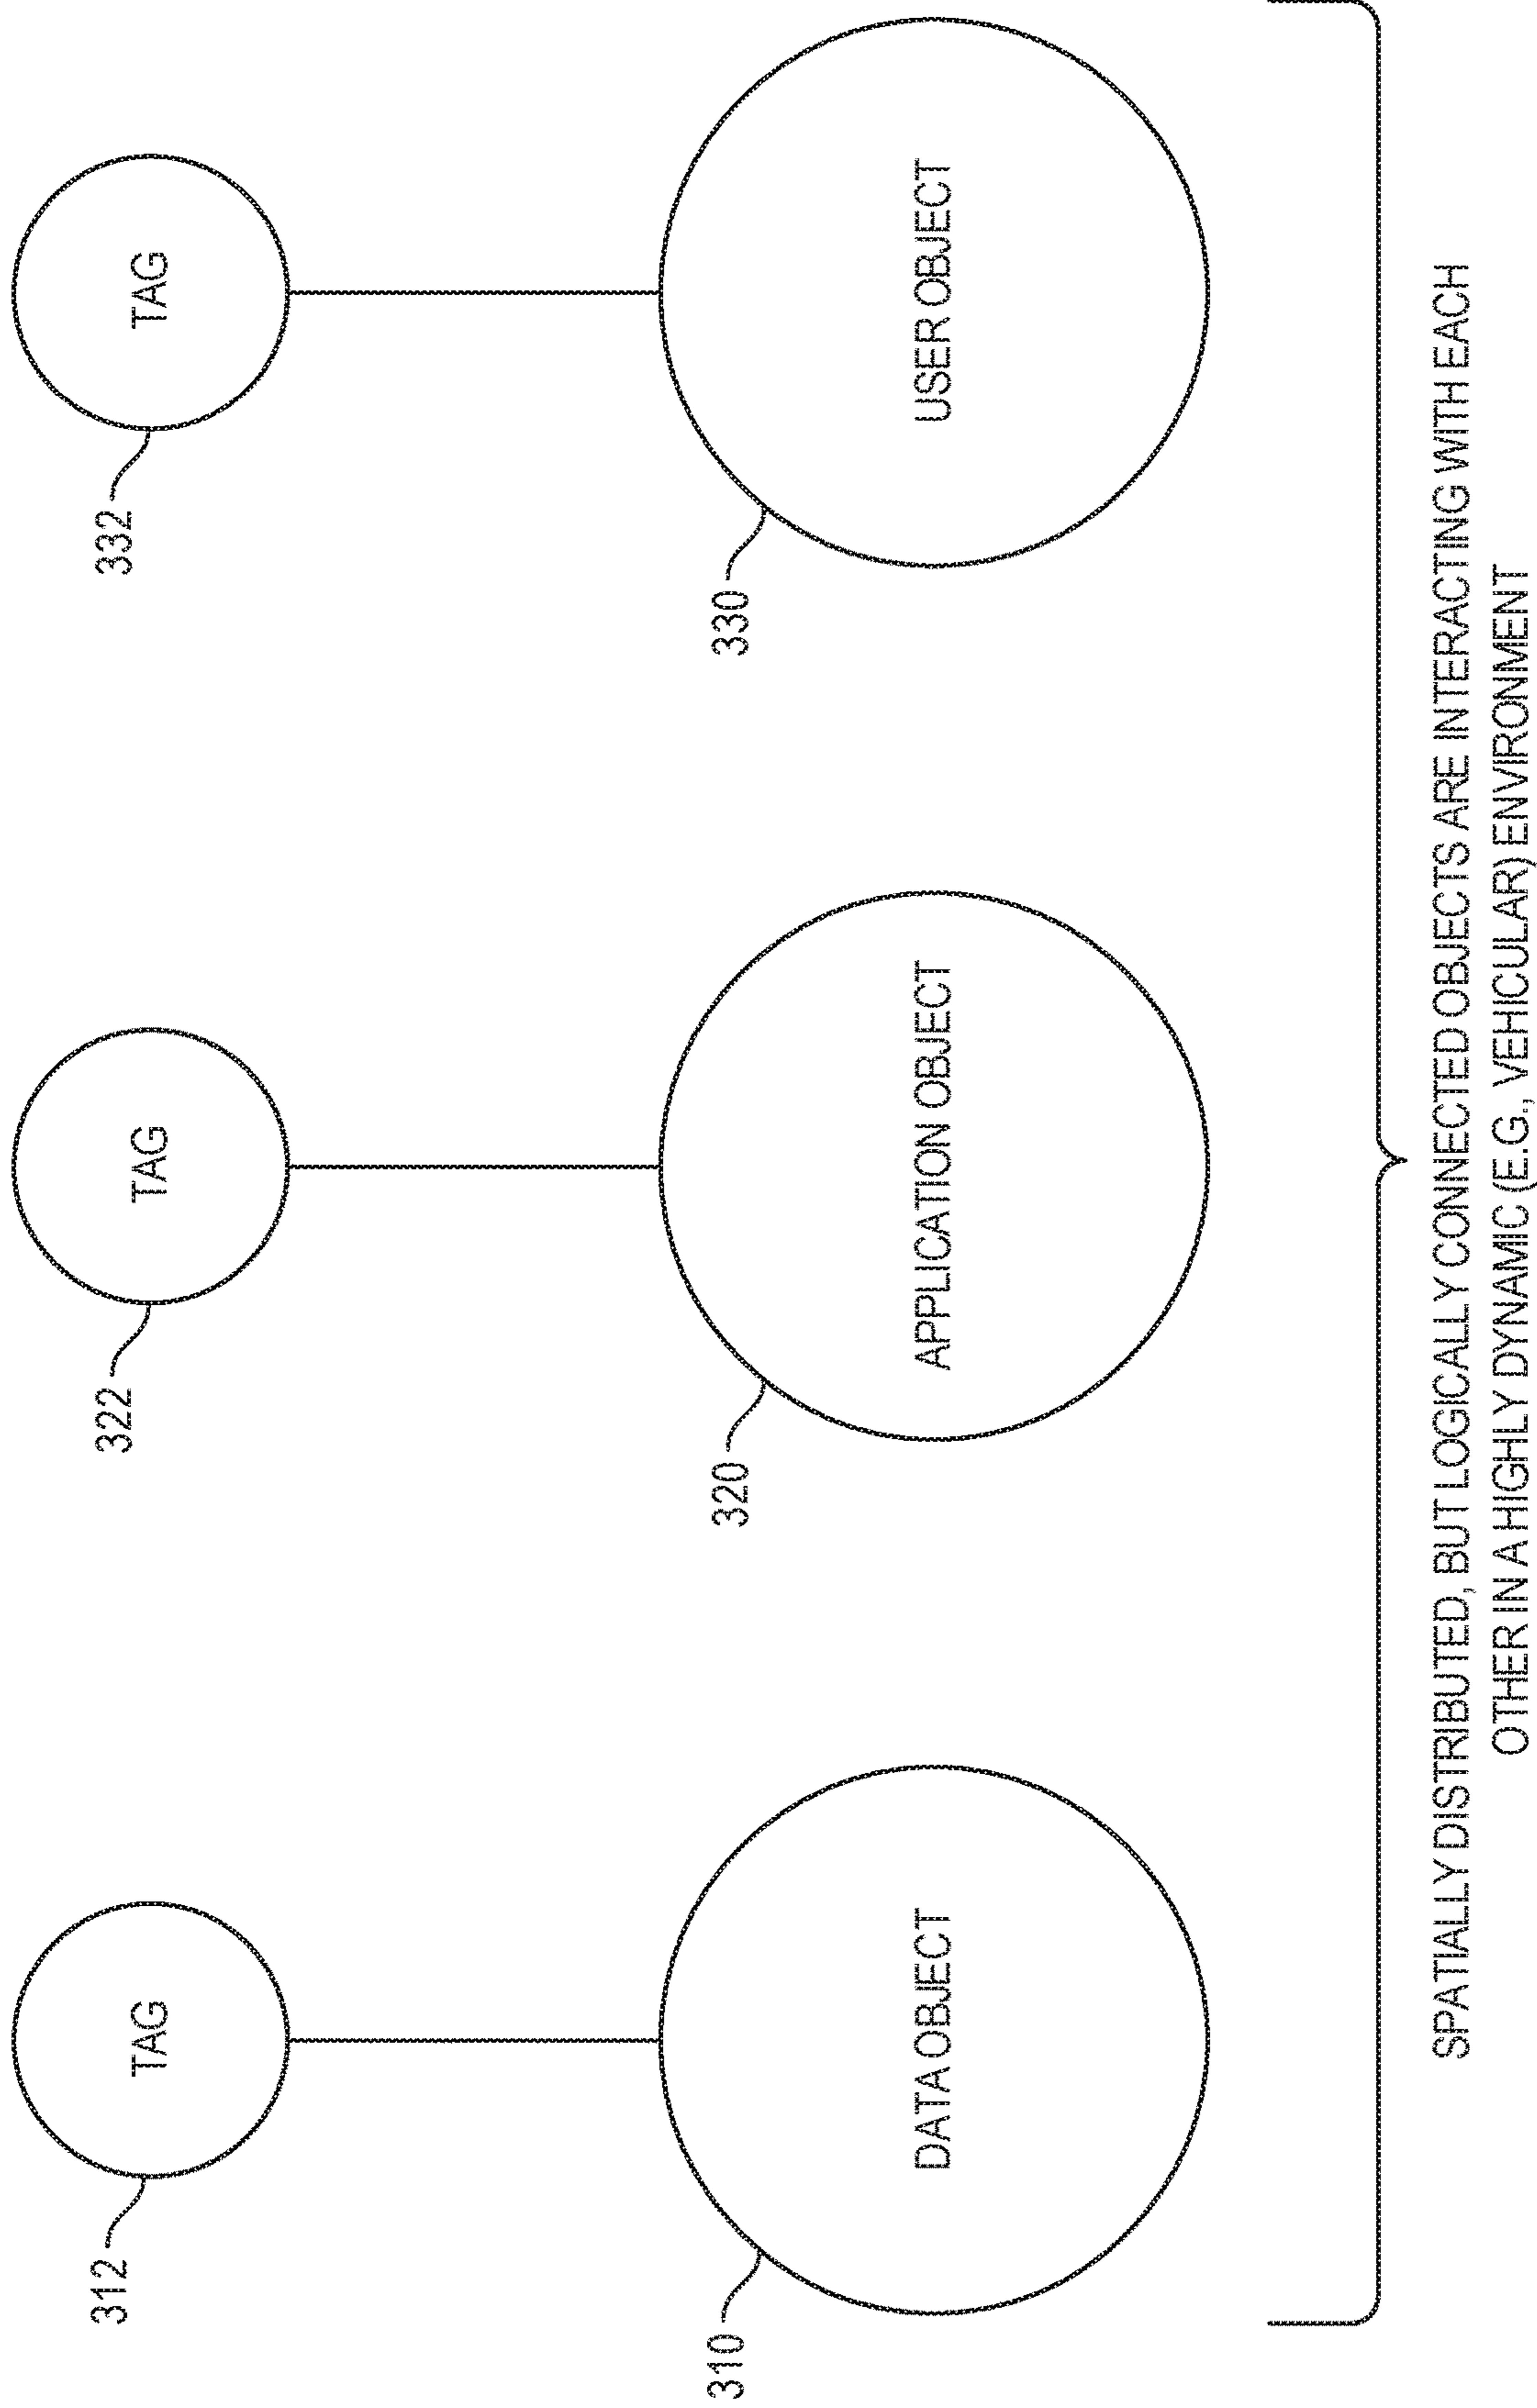 312
TAG
322
TAG
332
TAG
310
DATA OBJECT
320
APPLICATION OBJECT
330
USER OBJECT
SPATIALLY DISTRIBUTED, BUT LOGICALLY CONNECTED OBJECTS ARE INTERACTING WITH EACH
OTHER IN A HIGHLY DYNAMIC (E.G., VEHICULAR) ENVIRONMENT